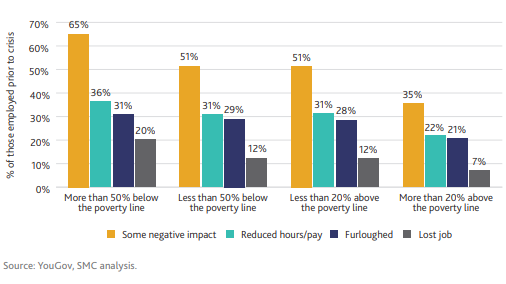 % of those employed prior to crisis
70%
60%
50%
40%
30%
20%
10%
0%
65%
36%
31%
20%
51%
31%
29%
12%
51%
31%
28%
12%
35%
22%
21%
7%
More than 50% below
the poverty line
Less than 50% below
the poverty line
Less than 20% above
the poverty line
More than 20% above
the poverty line
Some negative impact
Reduced hours/pay
Furloughed
Lost job
Source: YouGov, SMC analysis.